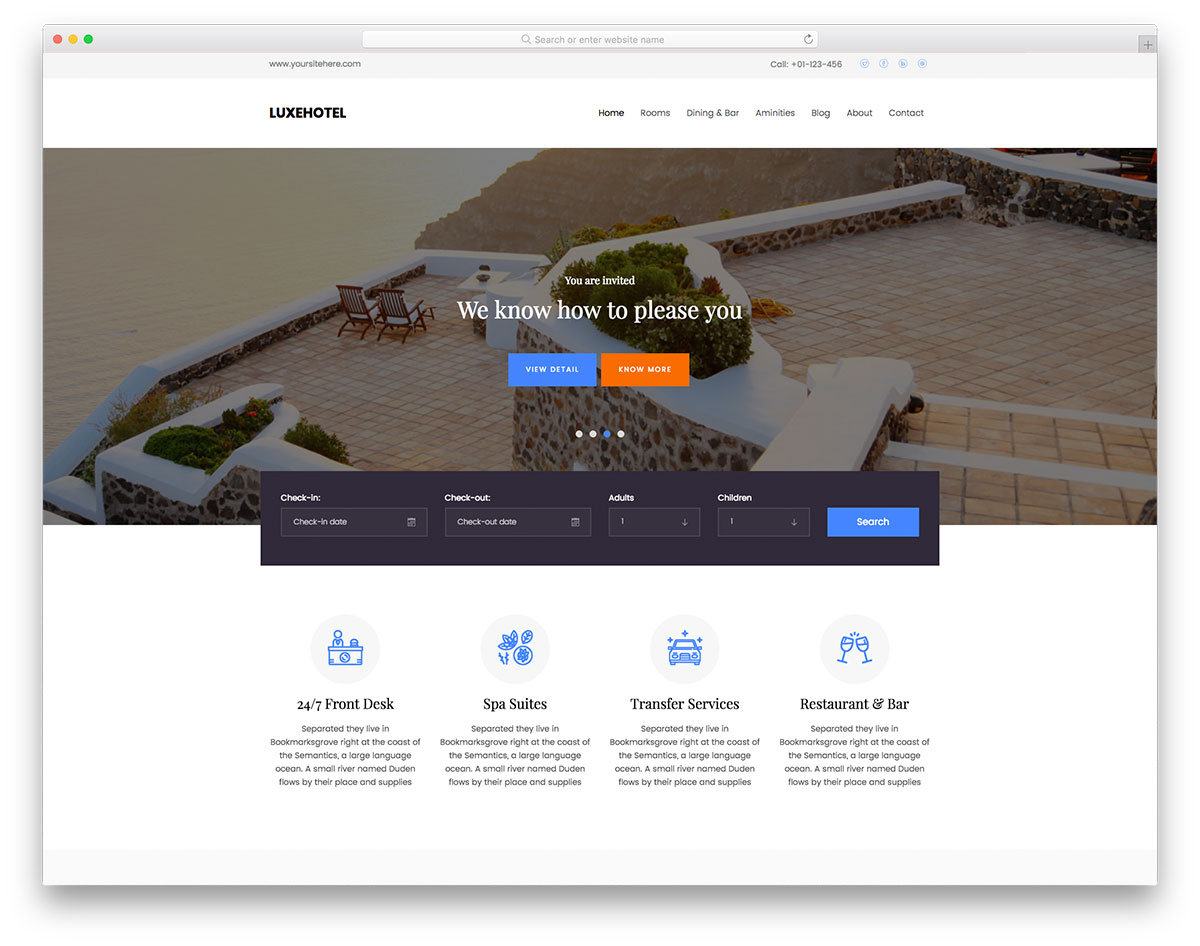 Search or enter website name
www.yoursitehere.com
Call: +01-123-456
LUXEHOTEL
Home Rooms Dining & Bar Aminities Blog About Contact
You are invited
We know how to please you
VIEW DETAIL KNOW MORE
Check-in: Check-out: Adults Children
Check-in date Check-out date 1 1 Search
24/7 Front Desk
Separated they live in
Bookmarksgrove right at the coast of
the Semantics, a large language
ocean. A small river named Duden
flows by their place and supplies
Spa Suites
Separated they live in
Bookmarksgrove right at the coast of
the Semantics, a large language
ocean. A small river named Duden
flows by their place and supplies
Transfer Services
Separated they live in
Bookmarksgrove right at the coast of
the Semantics, a large language
ocean. A small river named Duden
flows by their place and supplies
Restaurant & Bar
Separated they live in
Bookmarksgrove right at the coast of
the Semantics, a large language
ocean. A small river named Duden
flows by their place and supplies